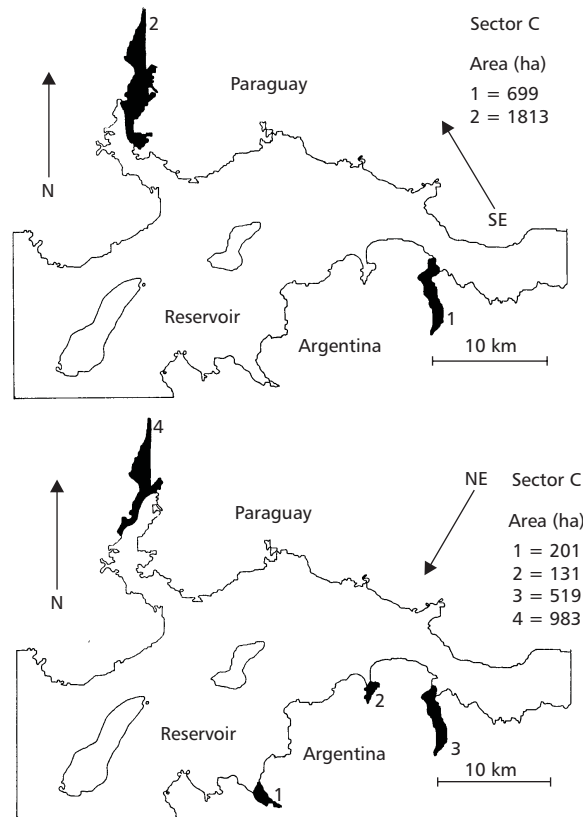 2
Sector C
Area (ha)
1 = 699
2 = 1813
Paraguay
N
SE
Reservoir
Argentina
1
10 km
4
NE
Sector C
Area (ha)
1 = 201
2 = 131
3 = 519
4 = 983
Paraguay
N
2
Reservoir
Argentina
3
10 km
1